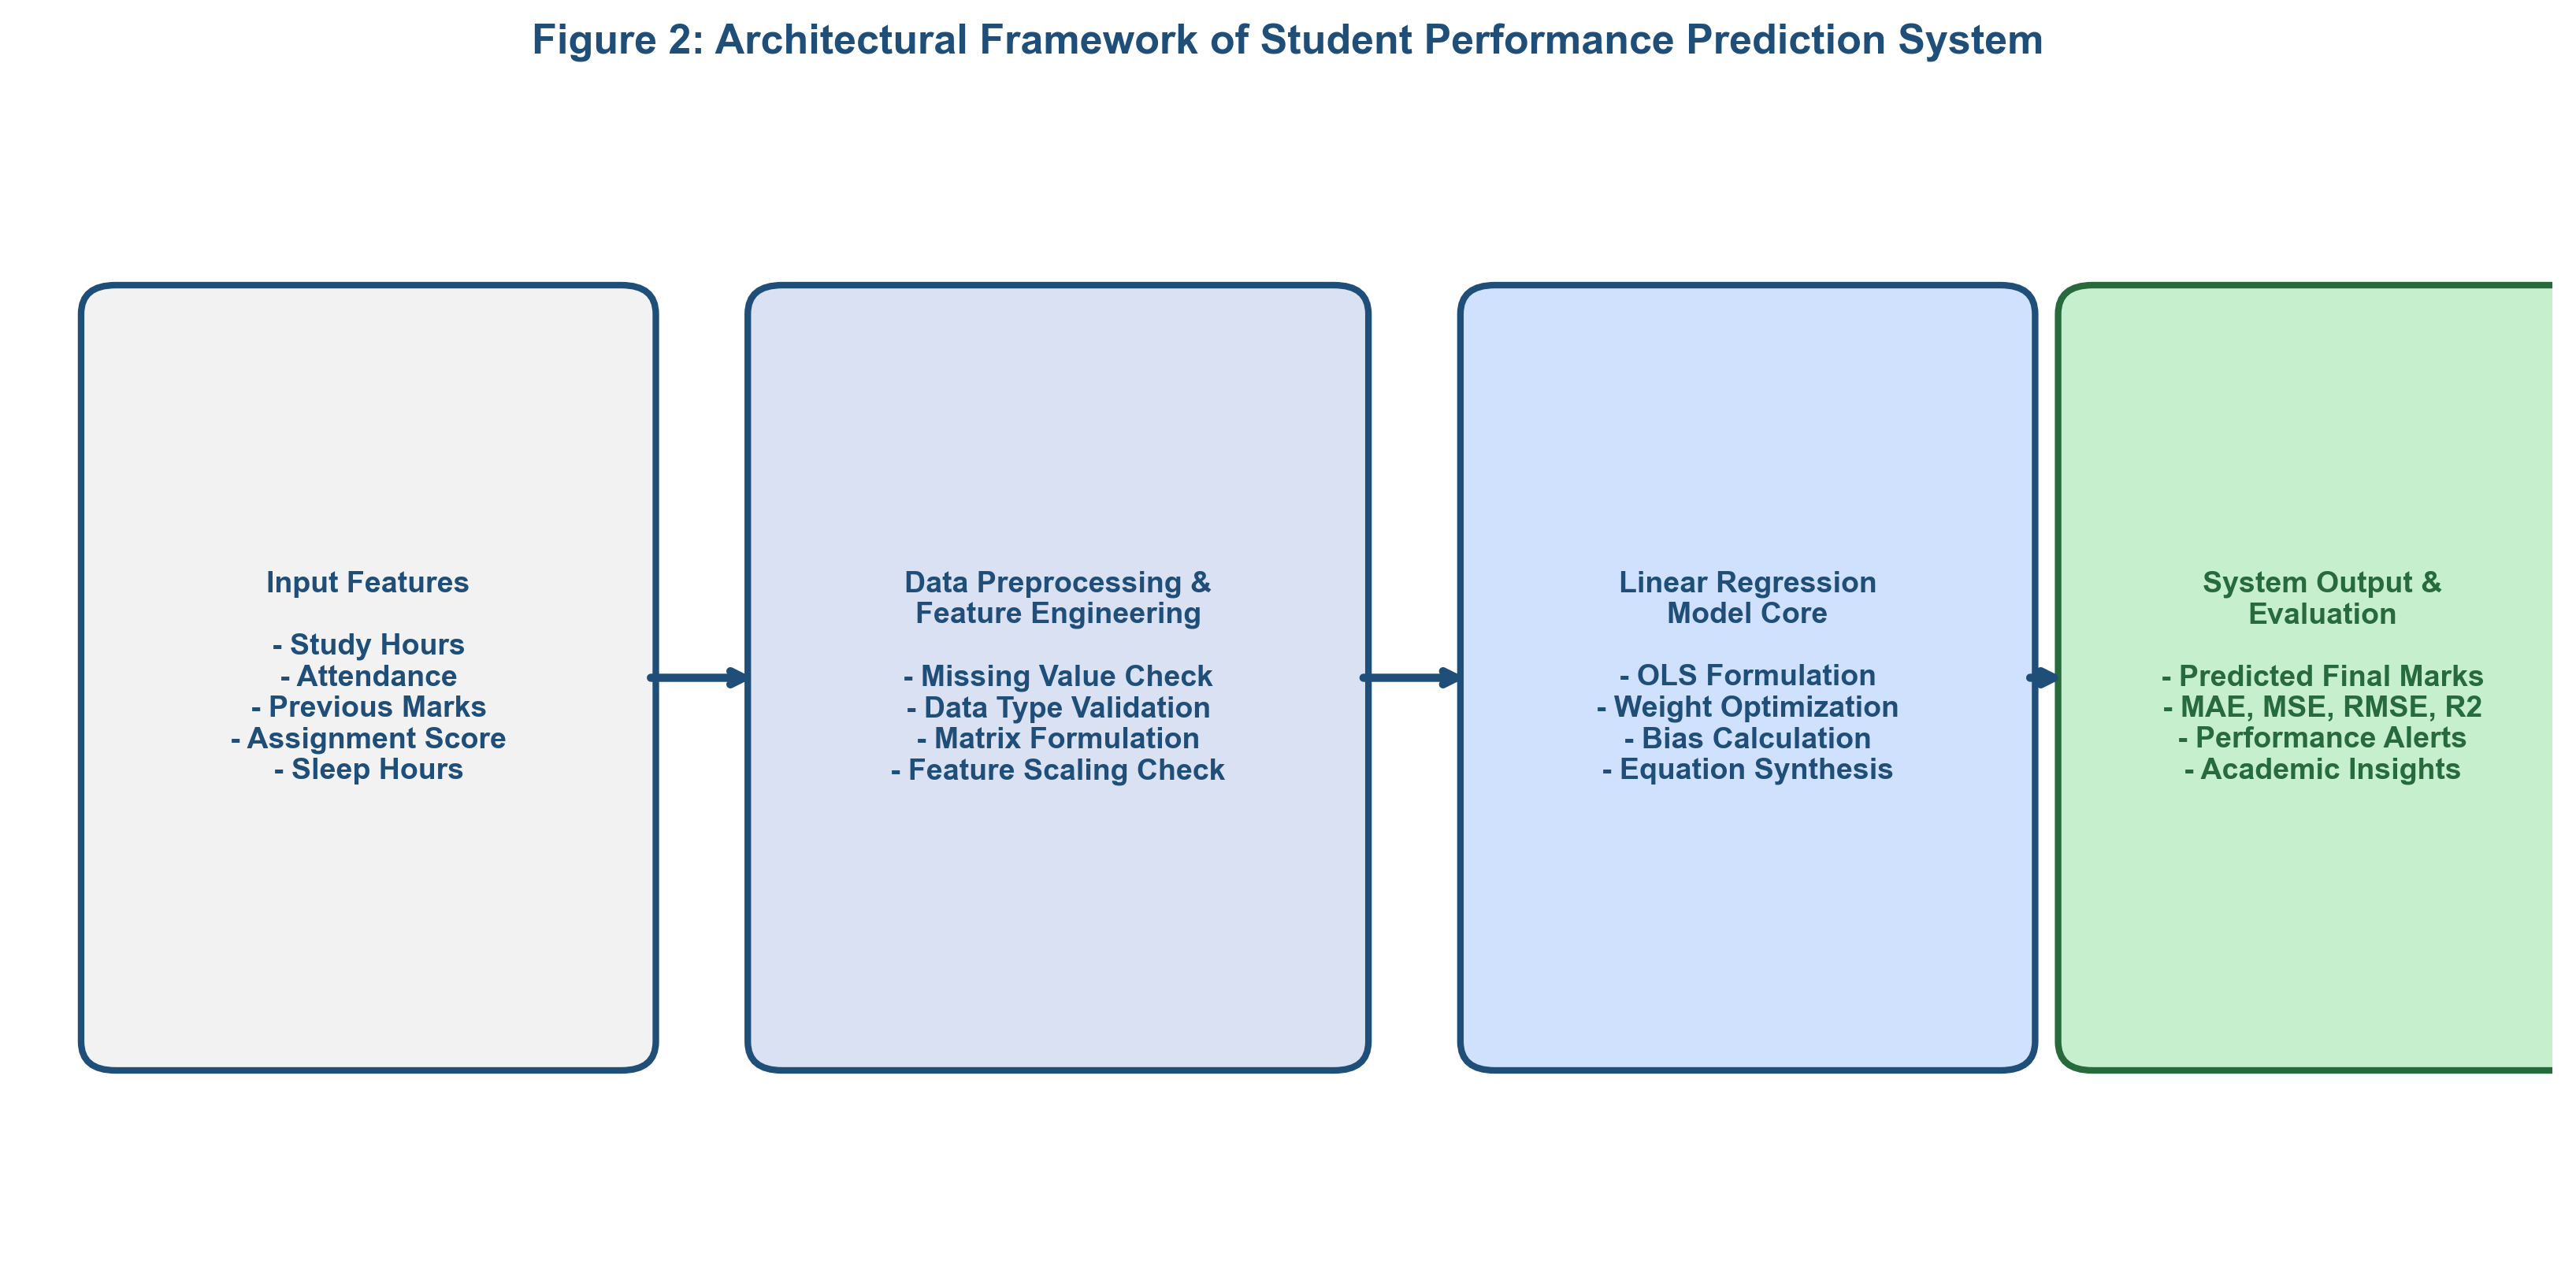 Figure 2: Architectural Framework of Student Performance Prediction System
Input Features
- Study Hours
- Attendance
- Previous Marks
- Assignment Score
- Sleep Hours
Data Preprocessing &
Feature Engineering
- Missing Value Check
- Data Type Validation
- Matrix Formulation
- Feature Scaling Check
Linear Regression
Model Core
- OLS Formulation
- Weight Optimization
- Bias Calculation
- Equation Synthesis
System Output &
Evaluation
- Predicted Final Marks
- MAE, MSE, RMSE, R2
- Performance Alerts
- Academic Insights